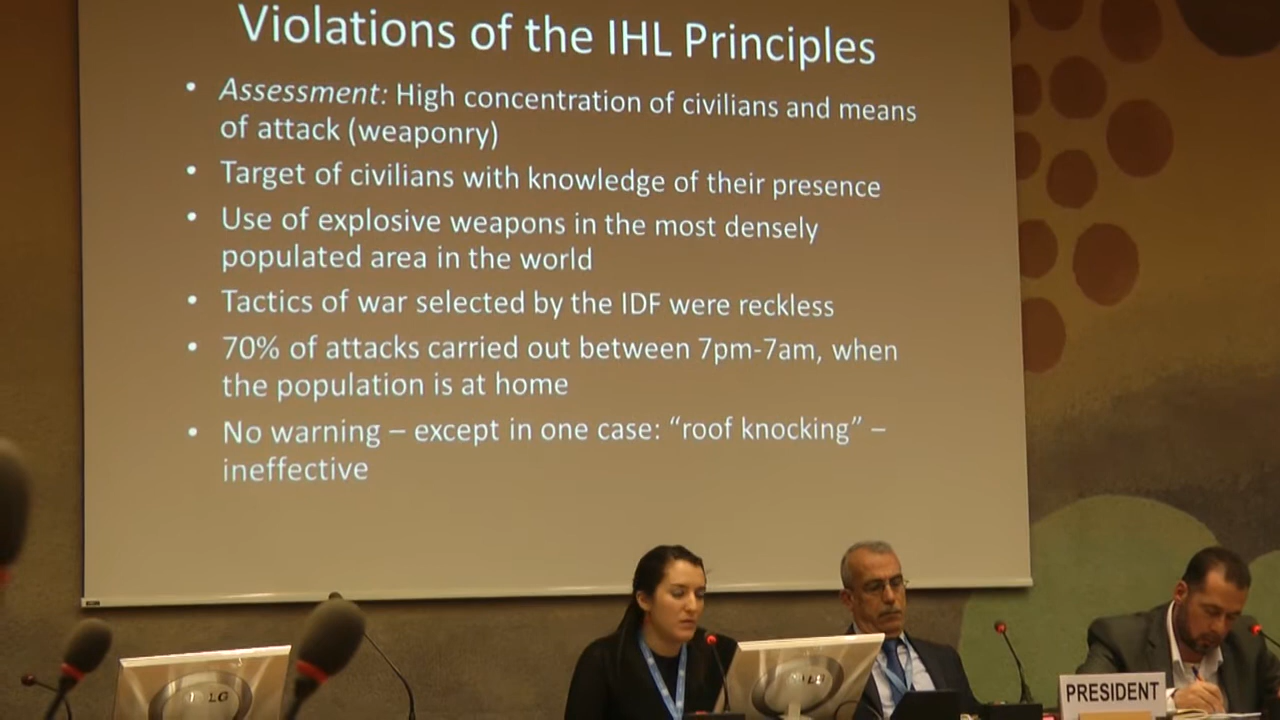 Violations of the IHL Principles
• Assessment: High concentration of civilians and means
of attack (weaponry)
• Target of civilians with knowledge of their presence
• Use of explosive weapons in the most densely
populated area in the world
• Tactics of war selected by the IDF were reckless
• 70% of attacks carried out between 7pm-7am, when
the population is at home
• No warning – except in one case: “roof knocking” –
ineffective
LG
PRESIDENT